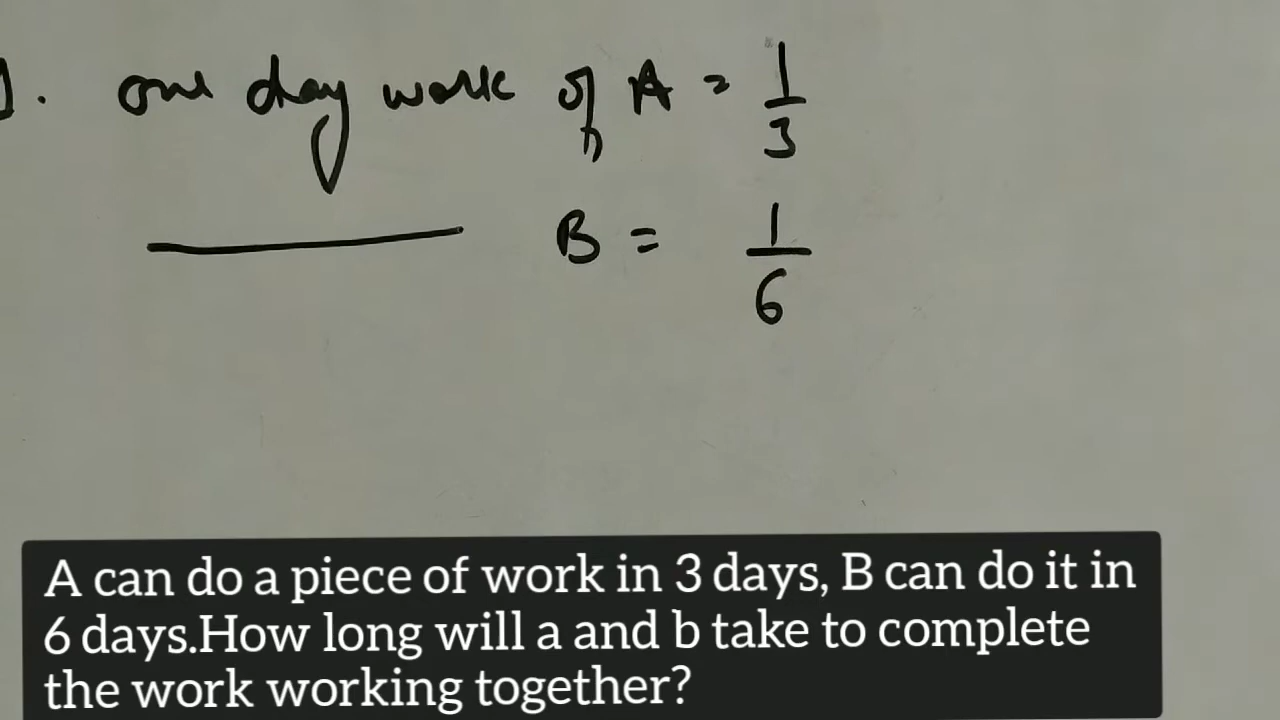 1. one day work of A = 1/3
B = 1/6
A can do a piece of work in 3 days, B can do it in
6 days.How long will a and b take to complete
the work working together?